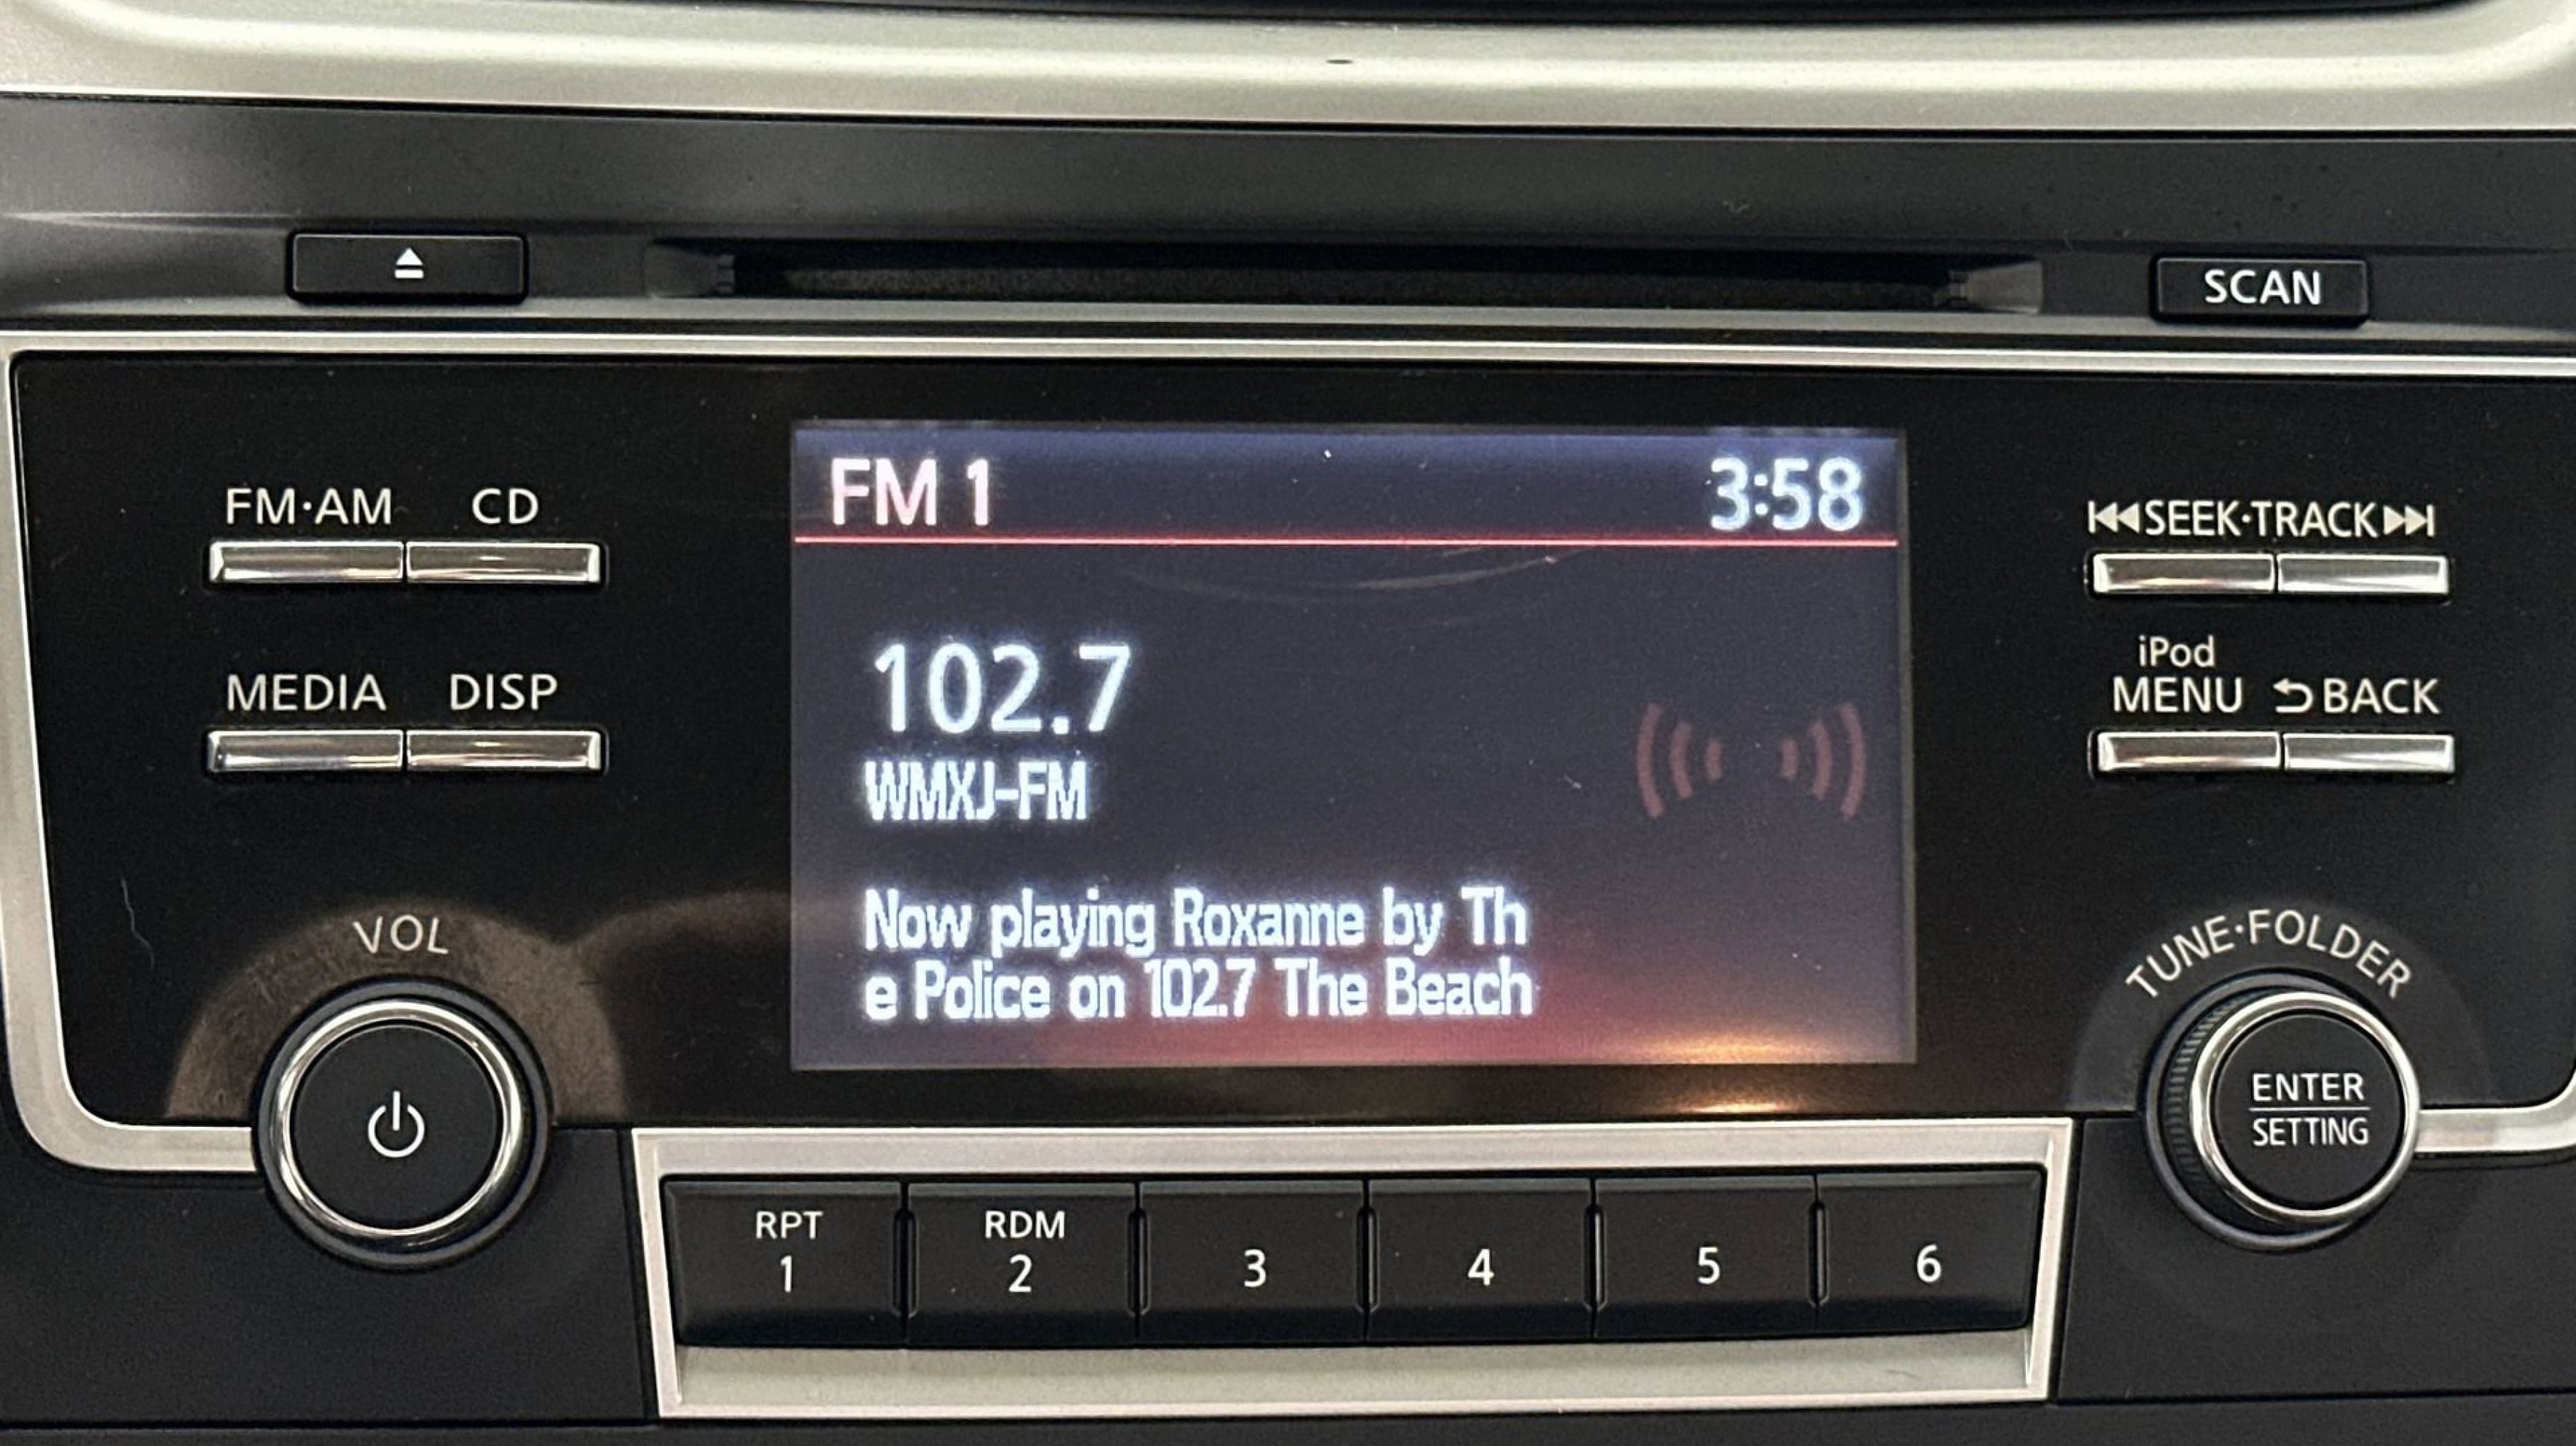 SCAN
FM·AM CD
FM 1 3:58
SEEK·TRACK
102.7
iPod
MEDIA DISP
MENU BACK
WMXJ-FM
Now playing Roxanne by Th
e Police on 102.7 The Beach
VOL
TUNE·FOLDER
ENTER
SETTING
RPT RDM
1 2 3 4 5 6